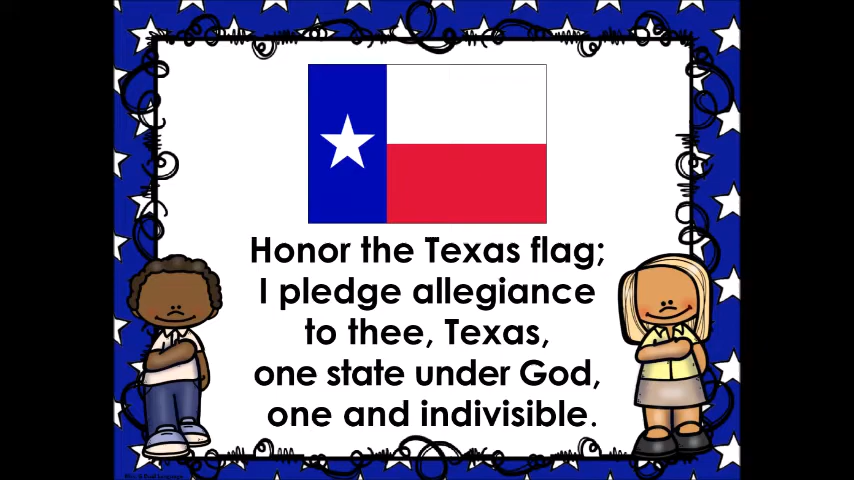 Honor the Texas flag;
I pledge allegiance
to thee, Texas,
one state under God,
one and indivisible.